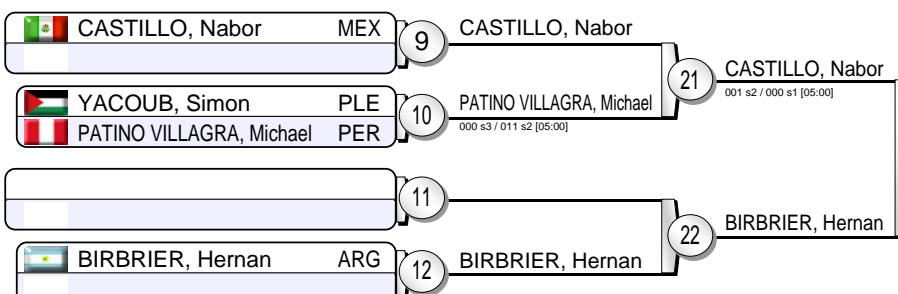 CASTILLO, Nabor MEX
9
CASTILLO, Nabor
21
CASTILLO, Nabor
001 s2 / 000 s1 [05:00]
YACOUB, Simon PLE
PATINO VILLAGRA, Michael PER
10
PATINO VILLAGRA, Michael
000 s3 / 011 s2 [05:00]
11
22
BIRBRIER, Hernan
BIRBRIER, Hernan ARG
12
BIRBRIER, Hernan